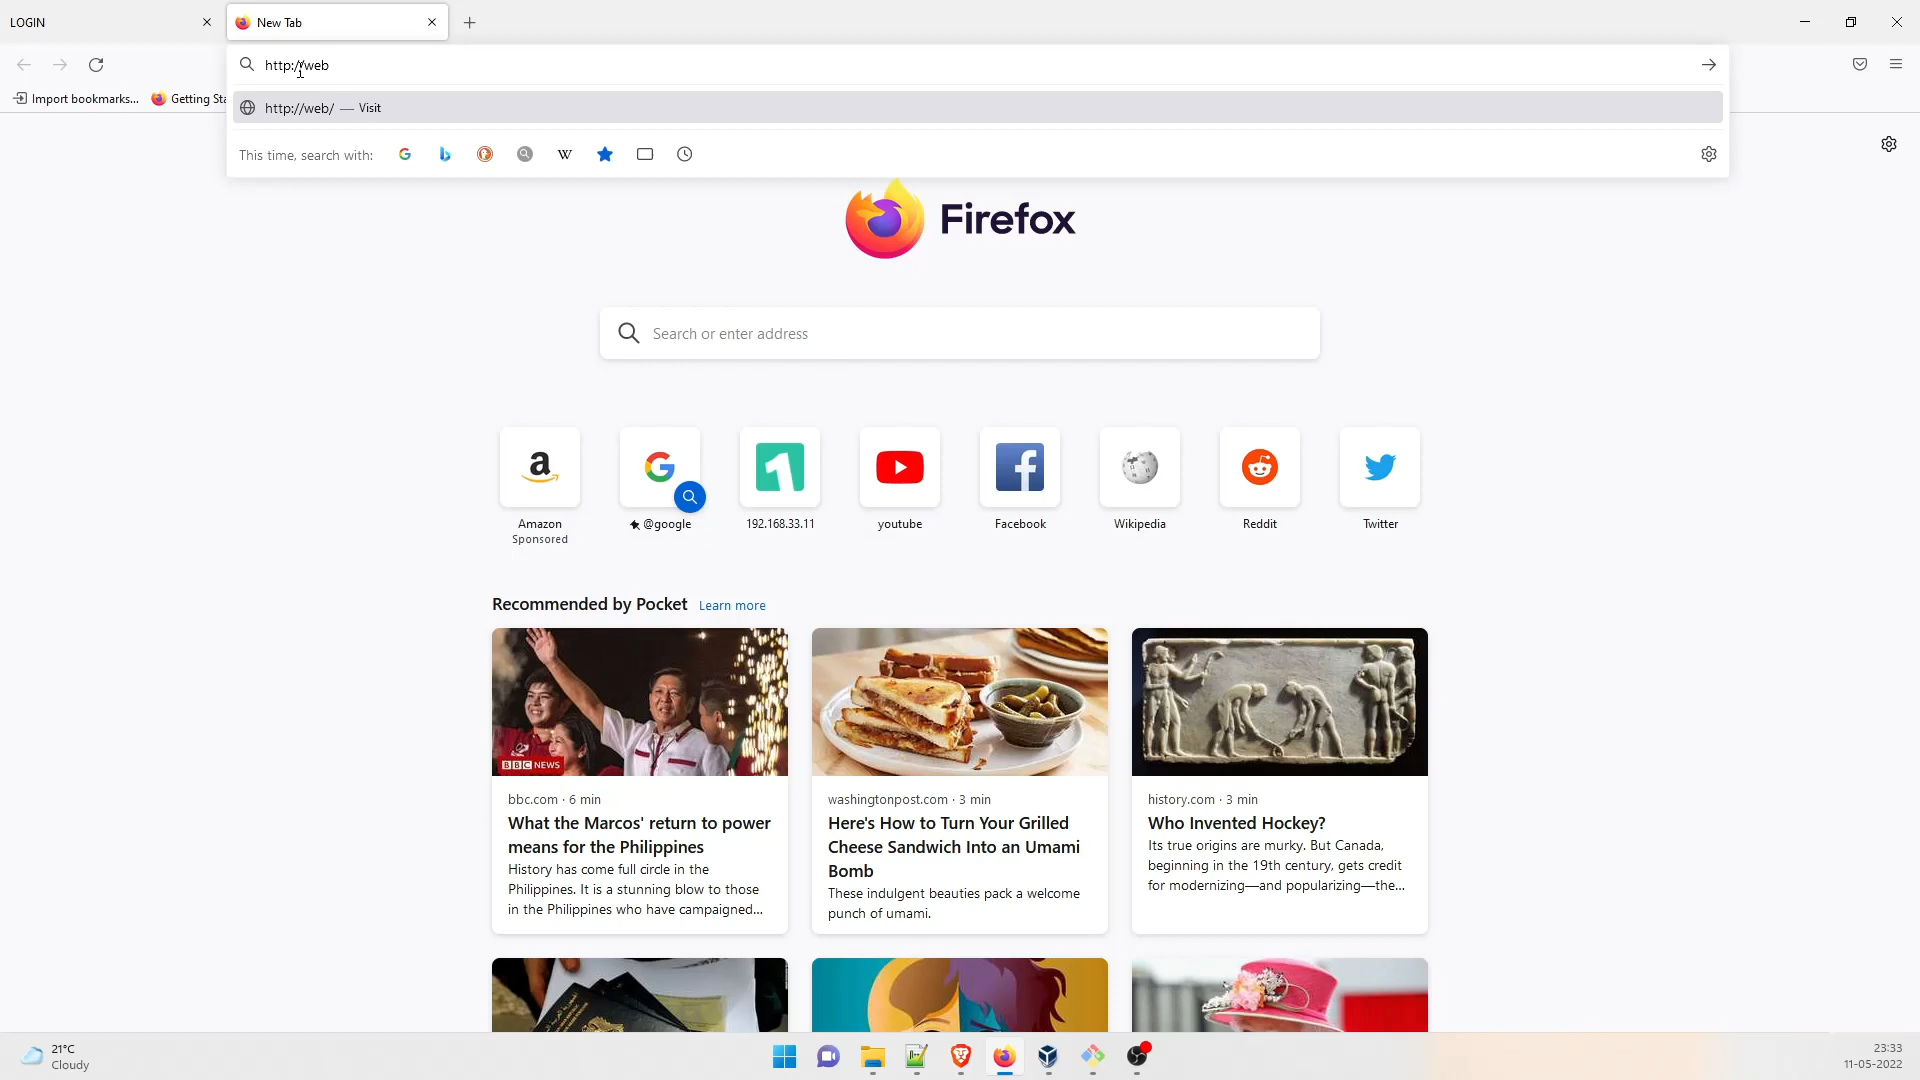 LOGIN
New Tab
http://web
Import bookmarks...
Getting Sta
http://web/ — Visit
This time, search with:
Firefox
Search or enter address
Amazon
Sponsored
@google
192.168.33.11
youtube
Facebook
Wikipedia
Reddit
Twitter
Recommended by Pocket Learn more
BBC NEWS
bbc.com · 6 min
What the Marcos' return to power
means for the Philippines
History has come full circle in the
Philippines. It is a stunning blow to those
in the Philippines who have campaigned...
washingtonpost.com · 3 min
Here's How to Turn Your Grilled
Cheese Sandwich Into an Umami
Bomb
These indulgent beauties pack a welcome
punch of umami.
history.com · 3 min
Who Invented Hockey?
Its true origins are murky. But Canada,
beginning in the 19th century, gets credit
for modernizing—and popularizing—the...
21°C
Cloudy
23:33
11-05-2022